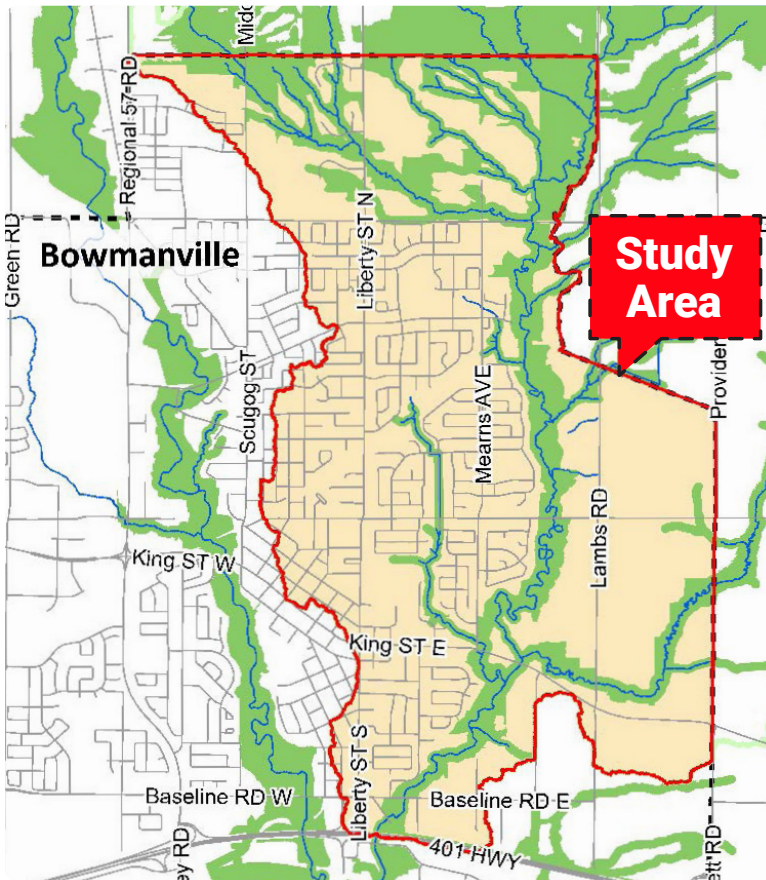 Regional 57 RD
Green RD
Bowmanville
Liberty ST N
Study
Area
Scugog ST
Mearns AVE
Lambs RD
King ST W
King ST E
Liberty ST S
Baseline RD W
Baseline RD E
401 HWY